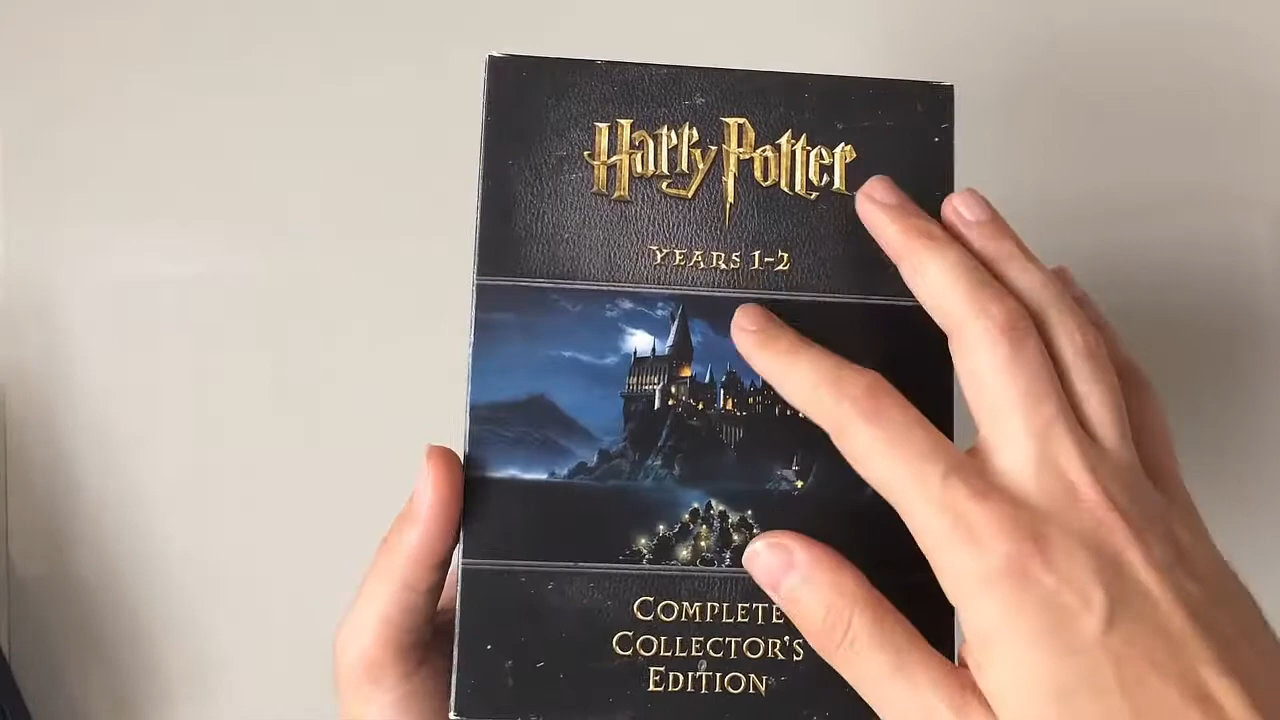 Harry Potter
YEARS 1-2
COMPLETE
COLLECTOR'S
EDITION